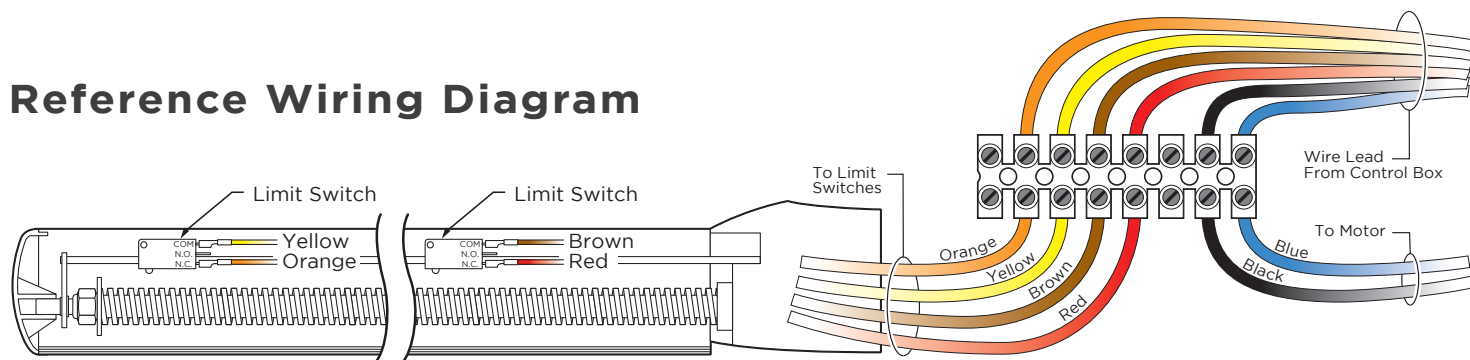 Reference Wiring Diagram
Limit Switch
Limit Switch
COM
N.O.
N.C.
Yellow
Orange
COM
N.O.
N.C.
Brown
Red
To Limit
Switches
Orange
Yellow
Brown
Red
Blue
Black
Wire Lead
From Control Box
To Motor